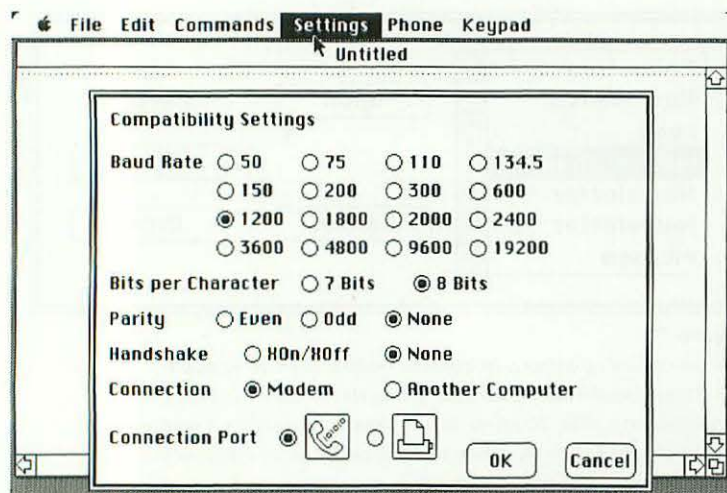 File Edit Commands Settings Phone Keypad
Untitled
Compatibility Settings
Baud Rate 50 75 110 134.5
150 200 300 600
1200 1800 2000 2400
3600 4800 9600 19200
Bits per Character 7 Bits 8 Bits
Parity Even Odd None
Handshake XOn/XOff None
Connection Modem Another Computer
Connection Port
OK Cancel